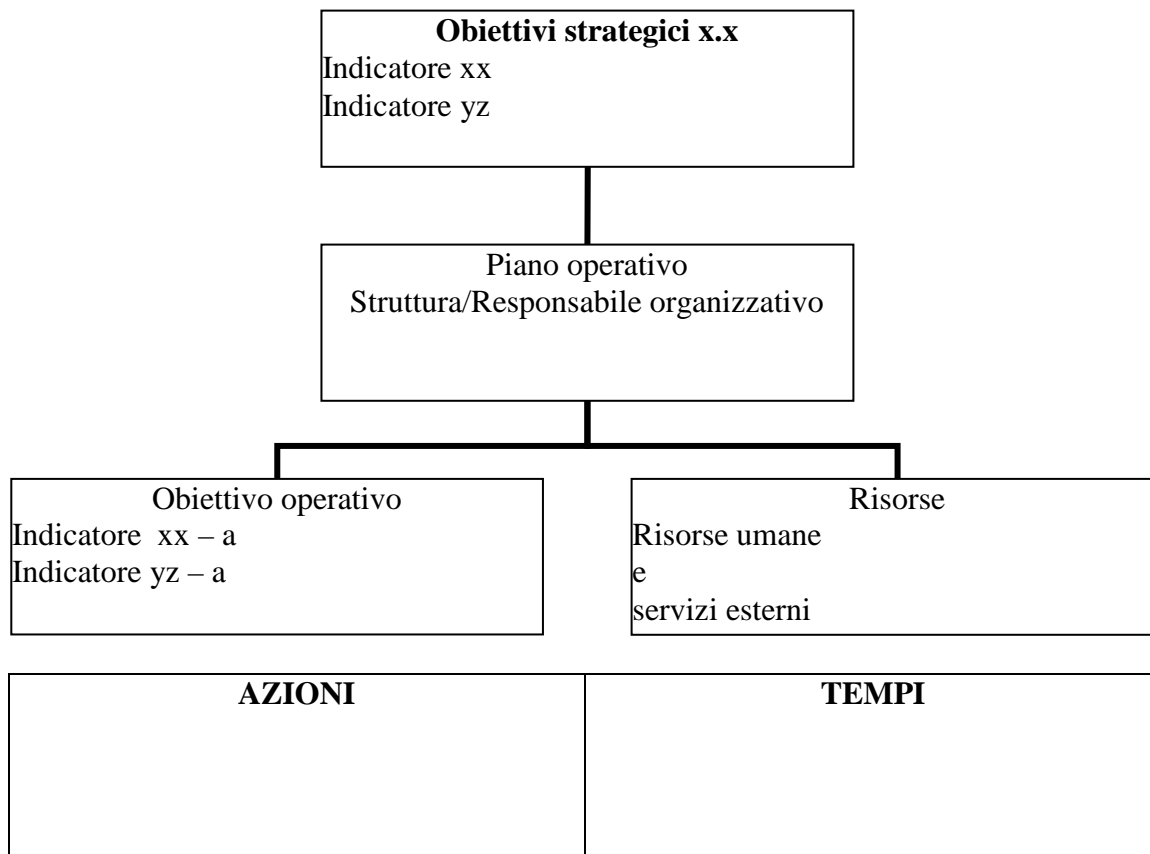 Obiettivi strategici x.x
Indicatore xx
Indicatore yz
Piano operativo
Struttura/Responsabile organizzativo
Obiettivo operativo
Indicatore  xx – a
Indicatore yz – a
Risorse
Risorse umane
e
servizi esterni
AZIONI
TEMPI